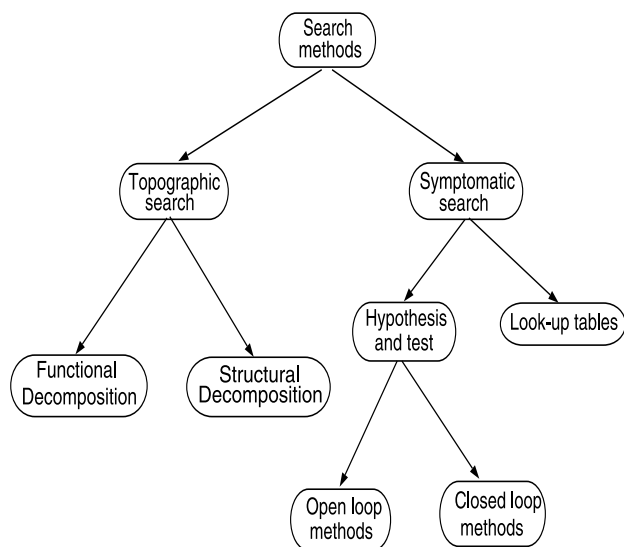 Search
methods
Topographic
search
Symptomatic
search
Hypothesis
and test
Look-up tables
Functional
Decomposition
Structural
Decomposition
Open loop
methods
Closed loop
methods